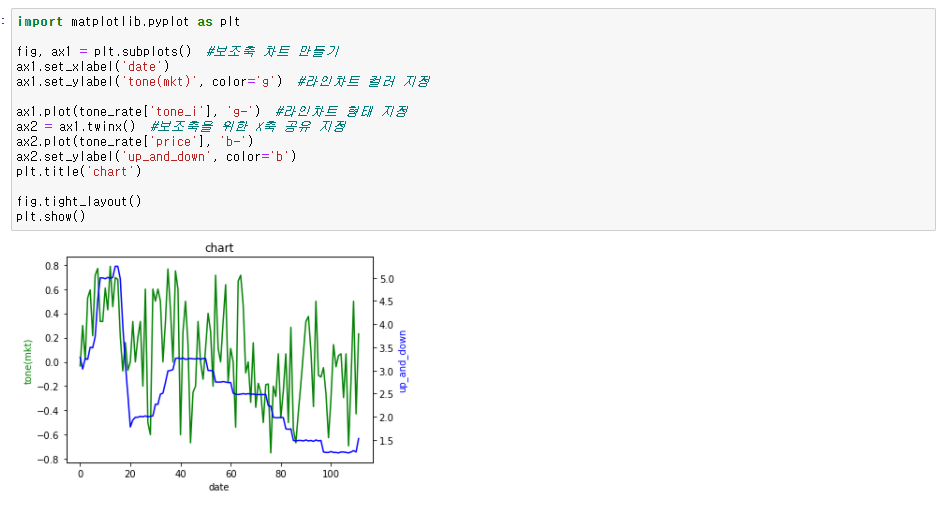 :
import matplotlib.pyplot as plt
fig, ax1 = plt.subplots()  #보조축 차트 만들기
ax1.set_xlabel('date')
ax1.set_ylabel('tone(mkt)', color='g')  #라인차트 컬러 지정
ax1.plot(tone_rate['tone_i'], 'g-')  #라인차트 형태 지정
ax2 = ax1.twinx()  #보조축을 위한 X축 공유 지정
ax2.plot(tone_rate['price'], 'b-')
ax2.set_ylabel('up_and_down', color='b')
plt.title('chart')
fig.tight_layout()
plt.show()
chart
0.8
0.6
0.4
0.2
0.0
−0.2
−0.4
−0.6
−0.8
tone(mkt)
5.0
4.5
4.0
3.5
3.0
2.5
2.0
1.5
up_and_down
0 20 40 60 80 100
date